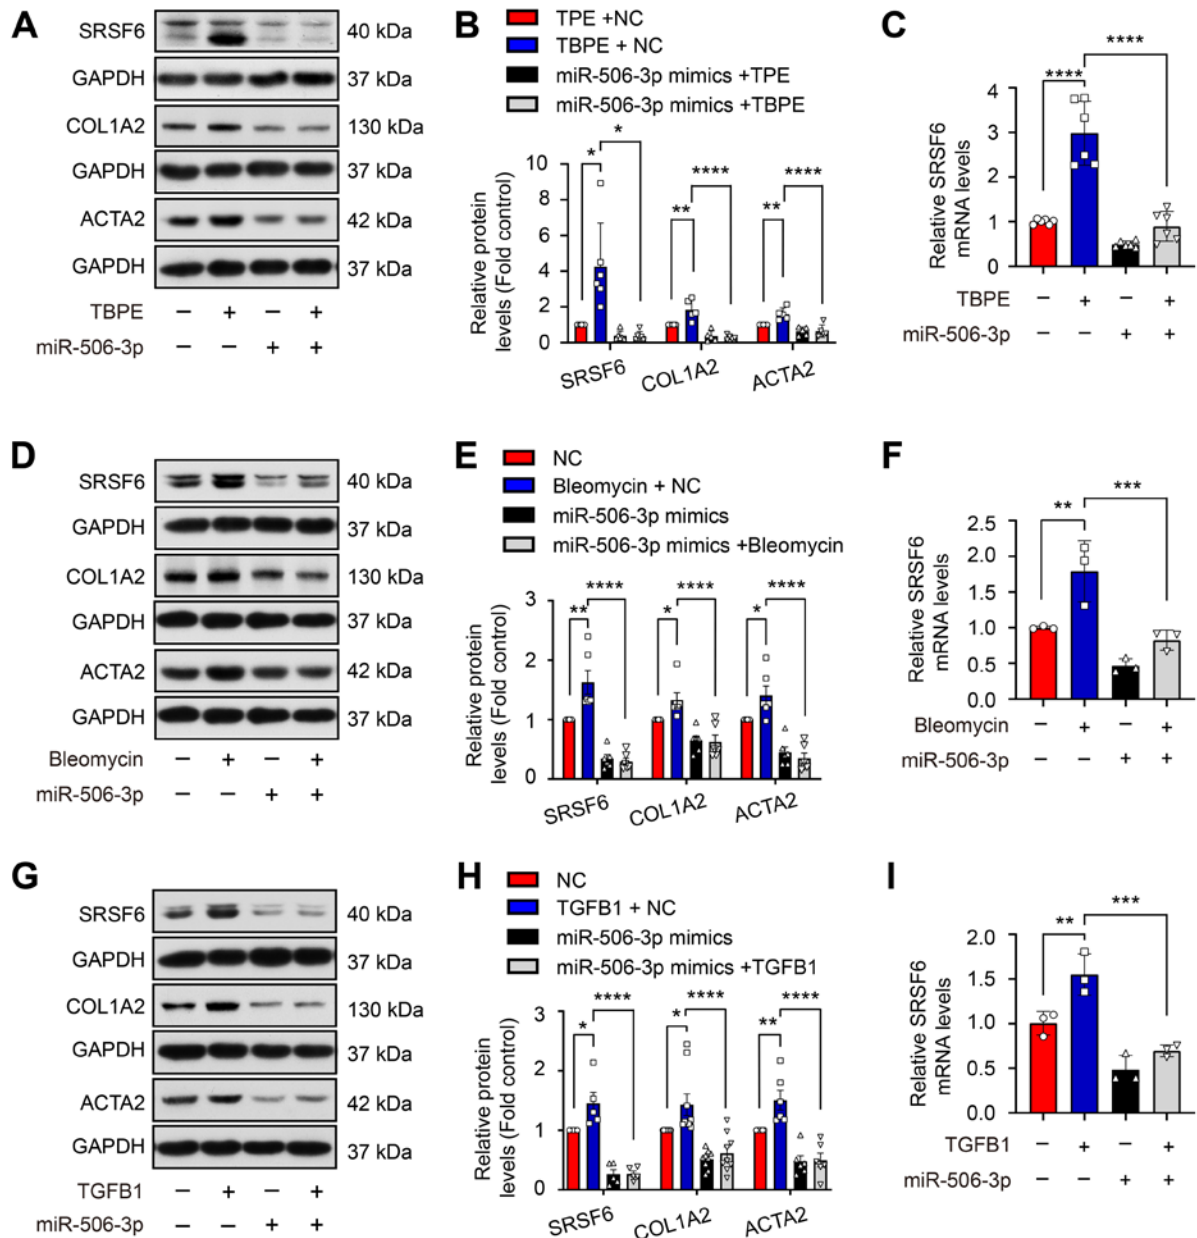 A
SRSF6 40 kDa
GAPDH 37 kDa
COL1A2 130 kDa
GAPDH 37 kDa
ACTA2 42 kDa
GAPDH 37 kDa
TBPE − + − +
miR-506-3p − − + +
B
TPE +NC
TBPE + NC
miR-506-3p mimics +TPE
miR-506-3p mimics +TBPE
Relative protein
levels (Fold control)
10
8
6
4
2
0
* *
** ****
** ****
SRSF6 COL1A2 ACTA2
C
Relative SRSF6
mRNA levels
4
3
2
1
0
**** ****
TBPE − + − +
miR-506-3p − − + +
D
SRSF6 40 kDa
GAPDH 37 kDa
COL1A2 130 kDa
GAPDH 37 kDa
ACTA2 42 kDa
GAPDH 37 kDa
Bleomycin − + − +
miR-506-3p − − + +
E
NC
Bleomycin + NC
miR-506-3p mimics
miR-506-3p mimics +Bleomycin
Relative protein
levels (Fold control)
3
2
1
0
** ****
* ****
* ****
SRSF6 COL1A2 ACTA2
F
Relative SRSF6
mRNA levels
2.5
2.0
1.5
1.0
0.5
0.0
** ***
Bleomycin − + − +
miR-506-3p − − + +
G
SRSF6 40 kDa
GAPDH 37 kDa
COL1A2 130 kDa
GAPDH 37 kDa
ACTA2 42 kDa
GAPDH 37 kDa
TGFB1 − + − +
miR-506-3p − − + +
H
NC
TGFB1 + NC
miR-506-3p mimics
miR-506-3p mimics +TGFB1
Relative protein
levels (Fold control)
3
2
1
0
* ****
* ****
** ****
SRSF6 COL1A2 ACTA2
I
Relative SRSF6
mRNA levels
2.0
1.5
1.0
0.5
0.0
** ***
TGFB1 − + − +
miR-506-3p − − + +